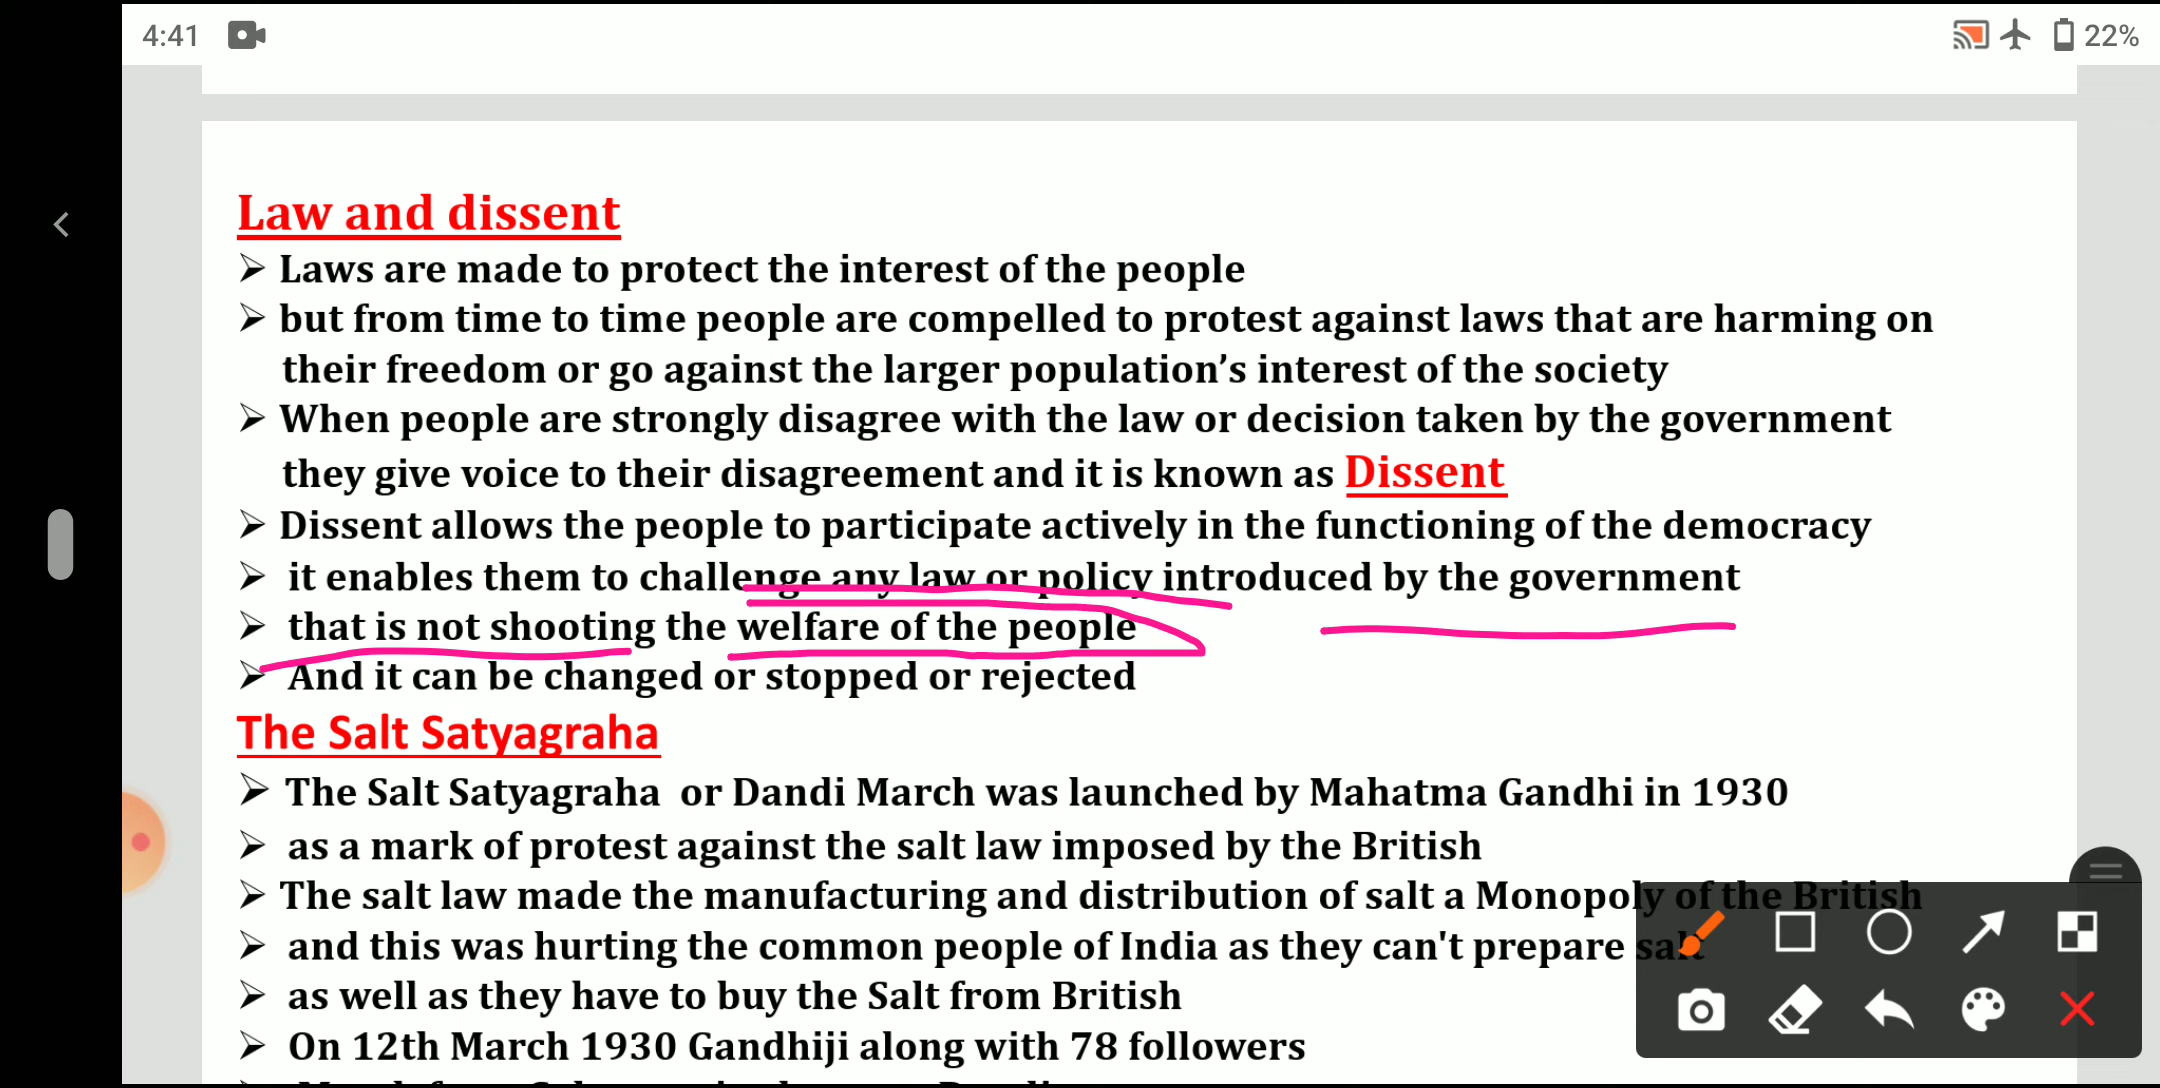 4:41
22%
Law and dissent
➢ Laws are made to protect the interest of the people
➢ but from time to time people are compelled to protest against laws that are harming on
their freedom or go against the larger population’s interest of the society
➢ When people are strongly disagree with the law or decision taken by the government
they give voice to their disagreement and it is known as Dissent
➢ Dissent allows the people to participate actively in the functioning of the democracy
➢ it enables them to challenge any law or policy introduced by the government
➢ that is not shooting the welfare of the people
➢ And it can be changed or stopped or rejected
The Salt Satyagraha
➢ The Salt Satyagraha or Dandi March was launched by Mahatma Gandhi in 1930
➢ as a mark of protest against the salt law imposed by the British
➢ The salt law made the manufacturing and distribution of salt a Monopoly of the British
➢ and this was hurting the common people of India as they can't prepare salt
➢ as well as they have to buy the Salt from British
➢ On 12th March 1930 Gandhiji along with 78 followers